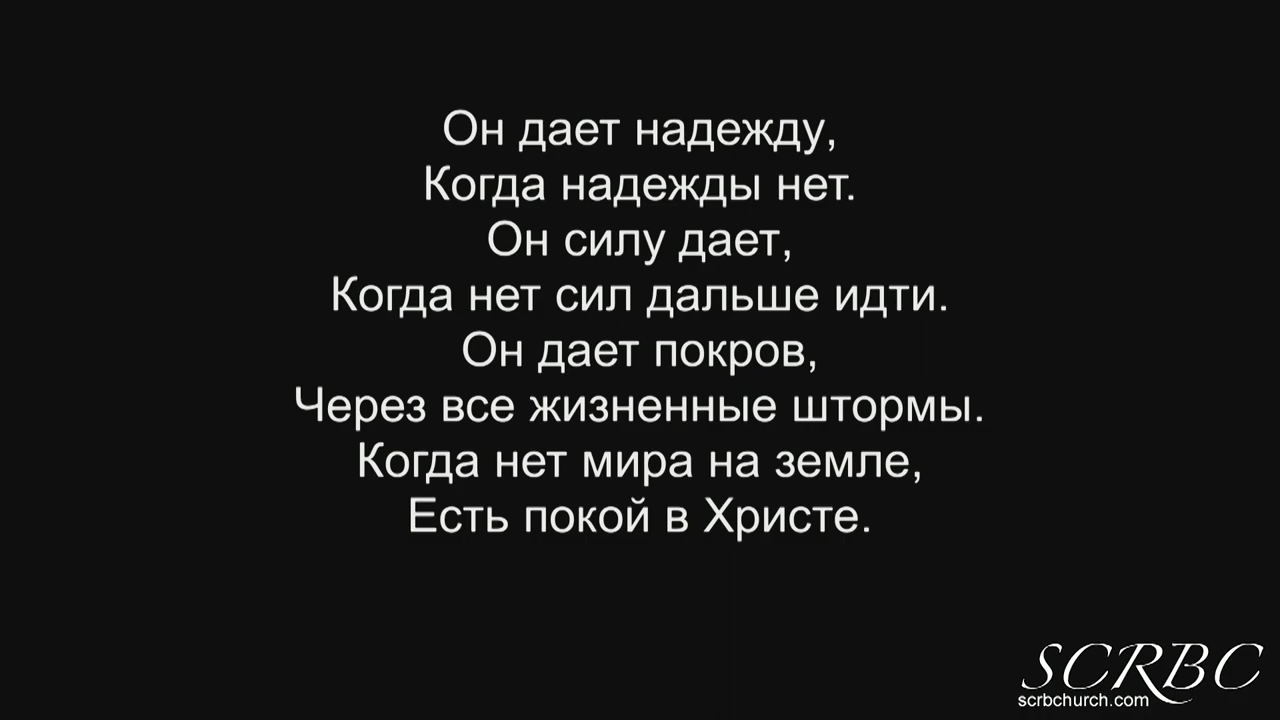 Он дает надежду,
Когда надежды нет.
Он силу дает,
Когда нет сил дальше идти.
Он дает покров,
Через все жизненные штормы.
Когда нет мира на земле,
Есть покой в Христе.
SCRBC
scrbchurch.com